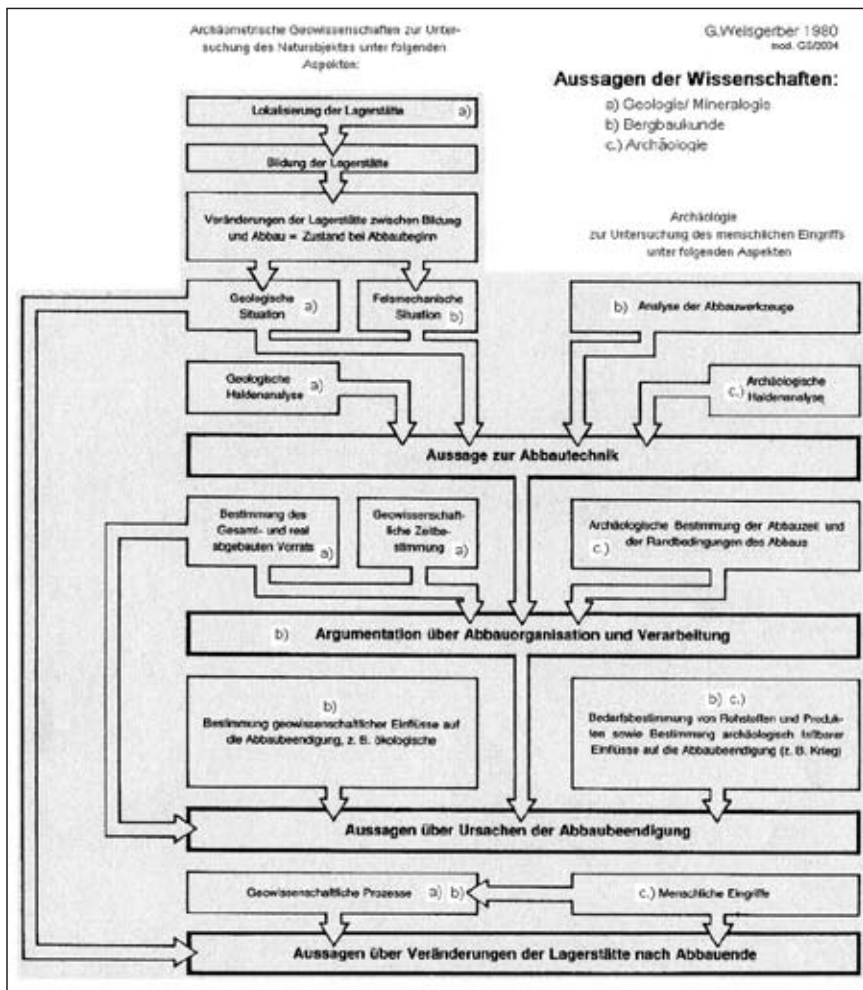 Archäometrische Geowissenschaften zur Unter-
suchung des Naturobjektes unter folgenden
Aspekten:
G.Weisgerber 1980
mod. GS/2004
Aussagen der Wissenschaften:
a) Geologie/ Mineralogie
b) Bergbaukunde
c.) Archäologie
Lokalisierung der Lagerstätte a)
Bildung der Lagerstätte
Veränderungen der Lagerstätte zwischen Bildung
und Abbau = Zustand bei Abbaubeginn
Archäologie
zur Untersuchung des menschlichen Eingriffs
unter folgenden Aspekten
Geologische
Situation a)
Felsmechanische
Situation b)
b) Analyse der Abbauwerkzeuge
Geologische
Haldenanalyse a)
c.) Archäologische
Haldenanalyse
Aussage zur Abbautechnik
Bestimmung des
Gesamt- und real
abgebauten Vorrats a)
Geowissenschaft-
liche Zeitbe-
stimmung a)
Archäologische Bestimmung der Abbauzeit und
c.) der Randbedingungen des Abbaus
b) Argumentation über Abbauorganisation und Verarbeitung
b)
Bestimmung geowissenschaftlicher Einflüsse auf
die Abbaubeendigung, z. B. ökologische
b) c.)
Bedarfsbestimmung von Rohstoffen und Produk-
ten sowie Bestimmung archäologisch faßbarer
Einflüsse auf die Abbaubeendigung (z. B. Krieg)
Aussagen über Ursachen der Abbaubeendigung
Geowissenschaftliche Prozesse a) b)
c.) Menschliche Eingriffe
Aussagen über Veränderungen der Lagerstätte nach Abbauende